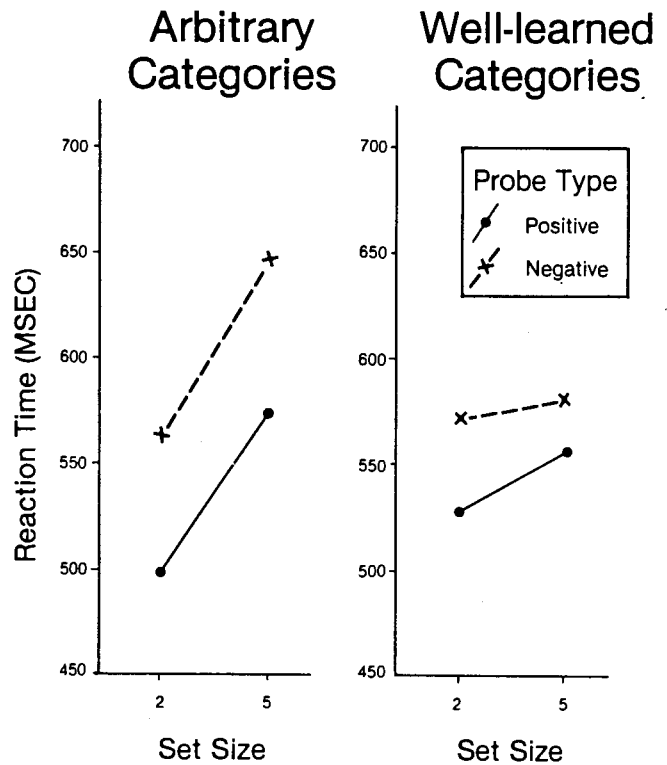 Arbitrary
Categories
Well-learned
Categories
Reaction Time (MSEC)
700
650
600
550
500
450
2
5
Set Size
700
650
600
550
500
450
2
5
Set Size
Probe Type
Positive
Negative